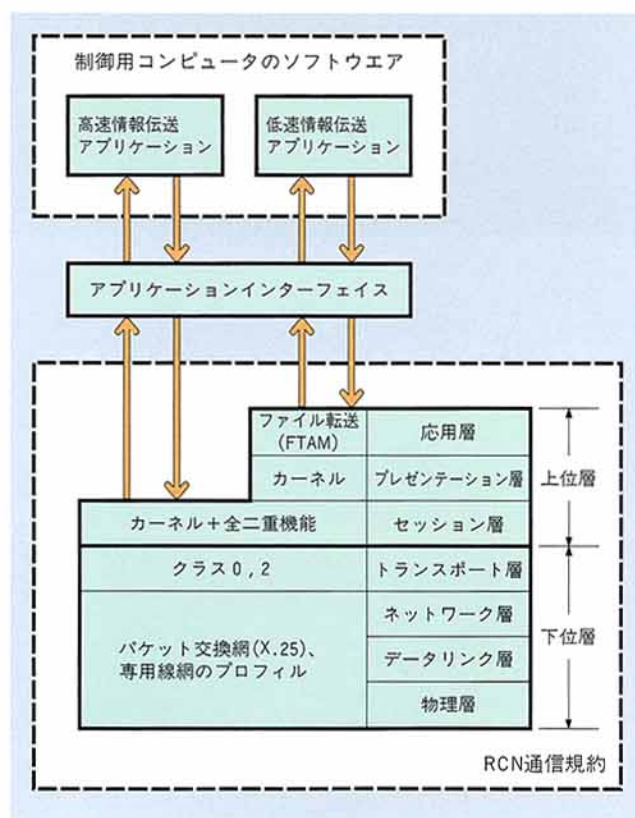 制御用コンピュータのソフトウエア
高速情報伝送
アプリケーション
低速情報伝送
アプリケーション
アプリケーションインターフェイス
ファイル転送
(FTAM)
応用層
カーネル
プレゼンテーション層
上位層
カーネル＋全二重機能
セッション層
クラス0，2
トランスポート層
ネットワーク層
パケット交換網(X.25)、
専用線網のプロフィル
データリンク層
下位層
物理層
RCN通信規約